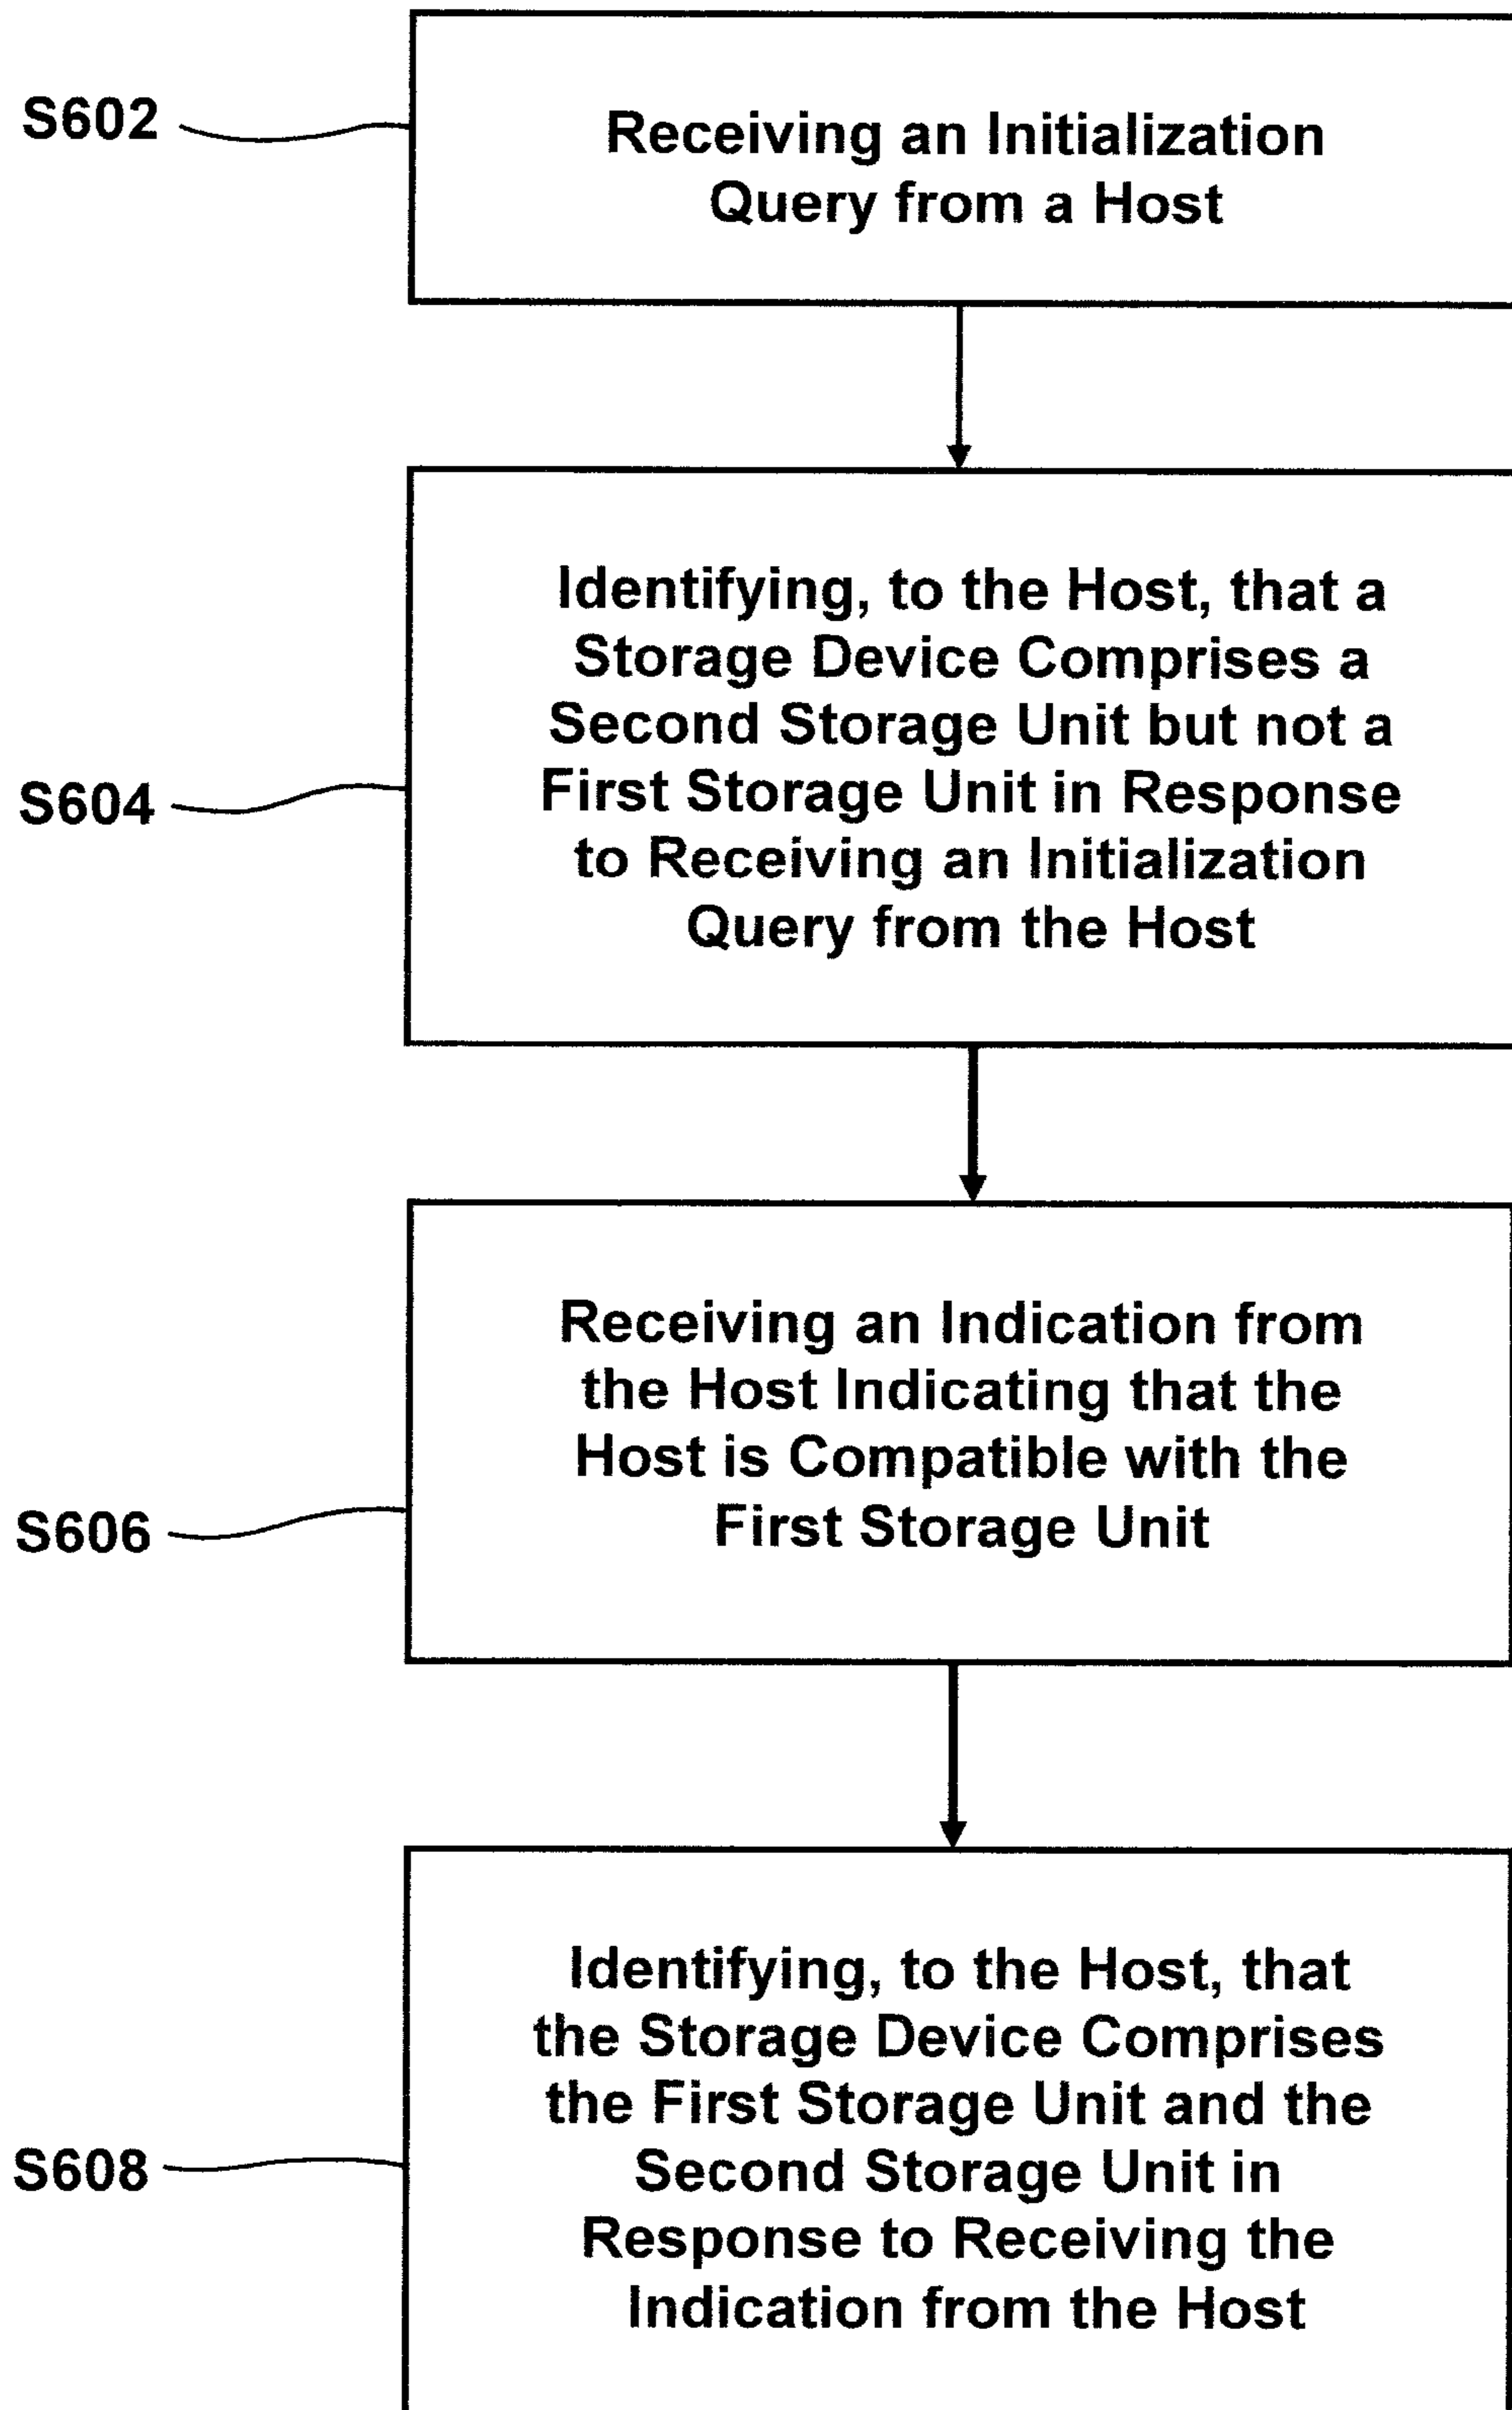 S602
Receiving an Initialization
Query from a Host
Identifying, to the Host, that a
Storage Device Comprises a
Second Storage Unit but not a
First Storage Unit in Response
to Receiving an Initialization
Query from the Host
S604
Receiving an Indication from
the Host Indicating that the
Host is Compatible with the
First Storage Unit
S606
Identifying, to the Host, that
the Storage Device Comprises
the First Storage Unit and the
Second Storage Unit in
Response to Receiving the
Indication from the Host
S608